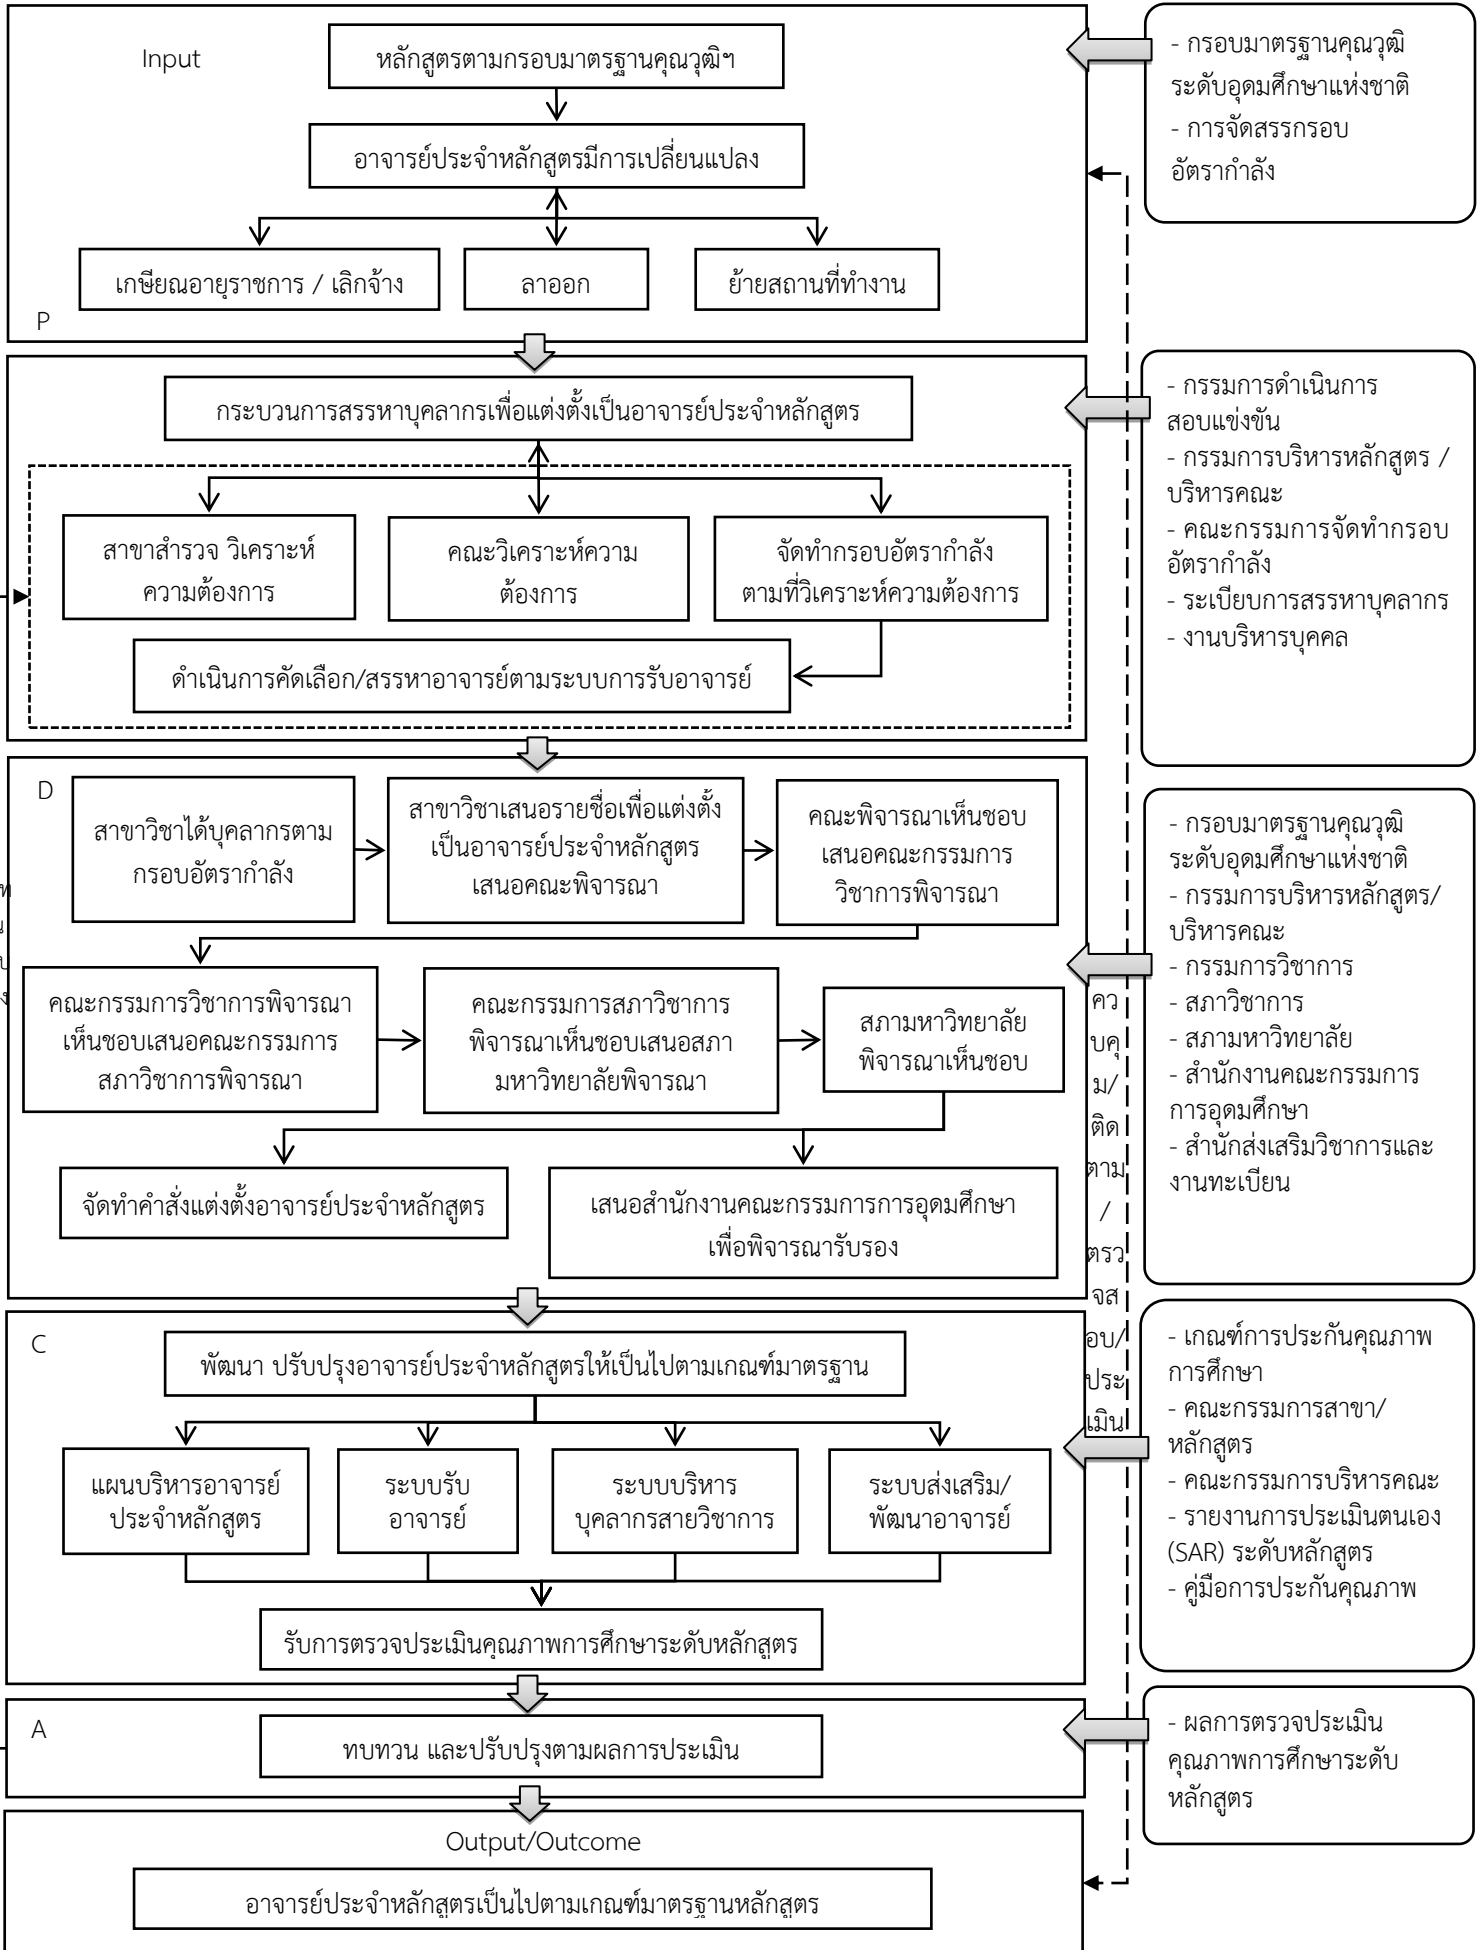 Input
หลักสูตรตามกรอบมาตรฐานคุณวุฒิฯ
อาจารย์ประจำหลักสูตรมีการเปลี่ยนแปลง
เกษียณอายุราชการ / เลิกจ้าง
ลาออก
ย้ายสถานที่ทำงาน
P
- กรอบมาตรฐานคุณวุฒิ
ระดับอุดมศึกษาแห่งชาติ
- การจัดสรรกรอบ
อัตรากำลัง
กระบวนการสรรหาบุคลากรเพื่อแต่งตั้งเป็นอาจารย์ประจำหลักสูตร
สาขาสำรวจ วิเคราะห์
ความต้องการ
คณะวิเคราะห์ความ
ต้องการ
จัดทำกรอบอัตรากำลัง
ตามที่วิเคราะห์ความต้องการ
ดำเนินการคัดเลือก/สรรหาอาจารย์ตามระบบการรับอาจารย์
- กรรมการดำเนินการ
สอบแข่งขัน
- กรรมการบริหารหลักสูตร /
บริหารคณะ
- คณะกรรมการจัดทำกรอบ
อัตรากำลัง
- ระเบียบการสรรหาบุคลากร
- งานบริหารบุคคล
D
สาขาวิชาได้บุคลากรตาม
กรอบอัตรากำลัง
สาขาวิชาเสนอรายชื่อเพื่อแต่งตั้ง
เป็นอาจารย์ประจำหลักสูตร
เสนอคณะพิจารณา
คณะพิจารณาเห็นชอบ
เสนอคณะกรรมการ
วิชาการพิจารณา
คณะกรรมการวิชาการพิจารณา
เห็นชอบเสนอคณะกรรมการ
สภาวิชาการพิจารณา
คณะกรรมการสภาวิชาการ
พิจารณาเห็นชอบเสนอสภา
มหาวิทยาลัยพิจารณา
สภามหาวิทยาลัย
พิจารณาเห็นชอบ
จัดทำคำสั่งแต่งตั้งอาจารย์ประจำหลักสูตร
เสนอสำนักงานคณะกรรมการการอุดมศึกษา
เพื่อพิจารณารับรอง
คว
บคุ
ม/
ติด
ตาม
/
ตรว
จส
อบ/
ประ
เมิน
- กรอบมาตรฐานคุณวุฒิ
ระดับอุดมศึกษาแห่งชาติ
- กรรมการบริหารหลักสูตร/
บริหารคณะ
- กรรมการวิชาการ
- สภาวิชาการ
- สภามหาวิทยาลัย
- สำนักงานคณะกรรมการ
การอุดมศึกษา
- สำนักส่งเสริมวิชาการและ
งานทะเบียน
C
พัฒนา ปรับปรุงอาจารย์ประจำหลักสูตรให้เป็นไปตามเกณฑ์มาตรฐาน
แผนบริหารอาจารย์
ประจำหลักสูตร
ระบบรับ
อาจารย์
ระบบบริหาร
บุคลากรสายวิชาการ
ระบบส่งเสริม/
พัฒนาอาจารย์
รับการตรวจประเมินคุณภาพการศึกษาระดับหลักสูตร
- เกณฑ์การประกันคุณภาพ
การศึกษา
- คณะกรรมการสาขา/
หลักสูตร
- คณะกรรมการบริหารคณะ
- รายงานการประเมินตนเอง
(SAR) ระดับหลักสูตร
- คู่มือการประกันคุณภาพ
A
ทบทวน และปรับปรุงตามผลการประเมิน
- ผลการตรวจประเมิน
คุณภาพการศึกษาระดับ
หลักสูตร
Output/Outcome
อาจารย์ประจำหลักสูตรเป็นไปตามเกณฑ์มาตรฐานหลักสูตร